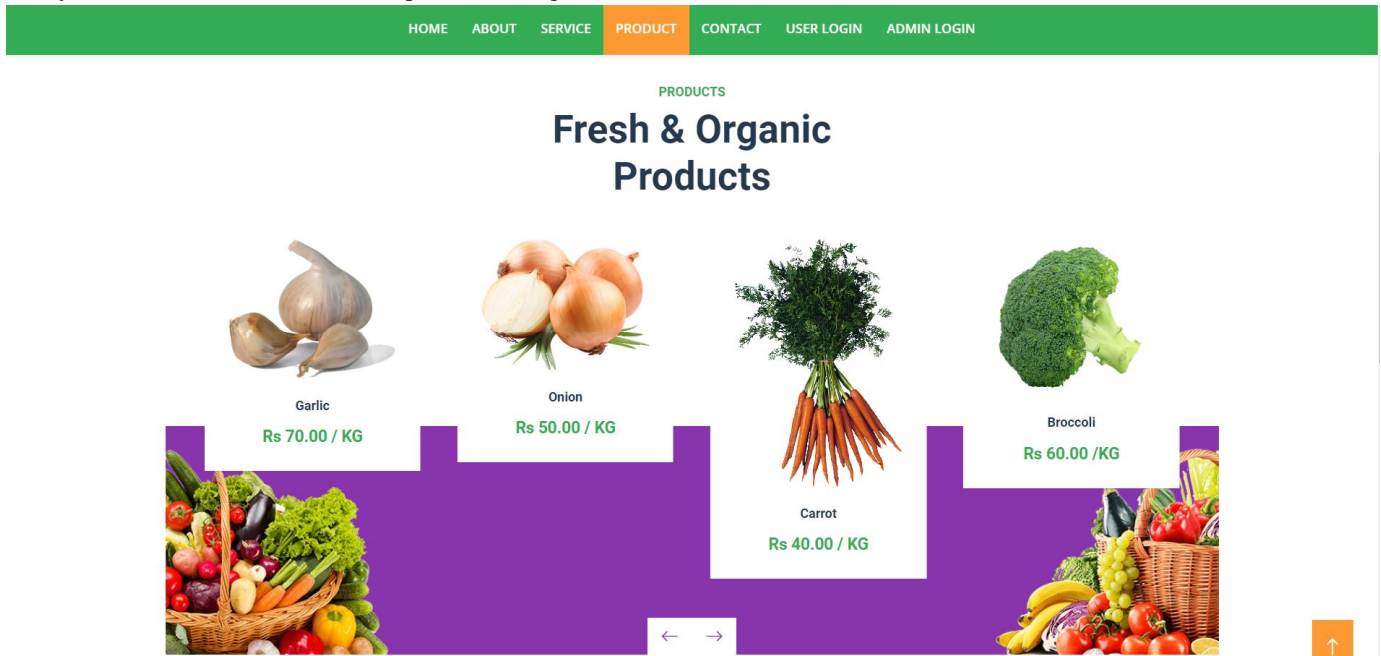 HOME ABOUT SERVICE PRODUCT CONTACT USER LOGIN ADMIN LOGIN
PRODUCTS
Fresh & Organic
Products
Garlic
Rs 70.00 / KG
Onion
Rs 50.00 / KG
Carrot
Rs 40.00 / KG
Broccoli
Rs 60.00 /KG